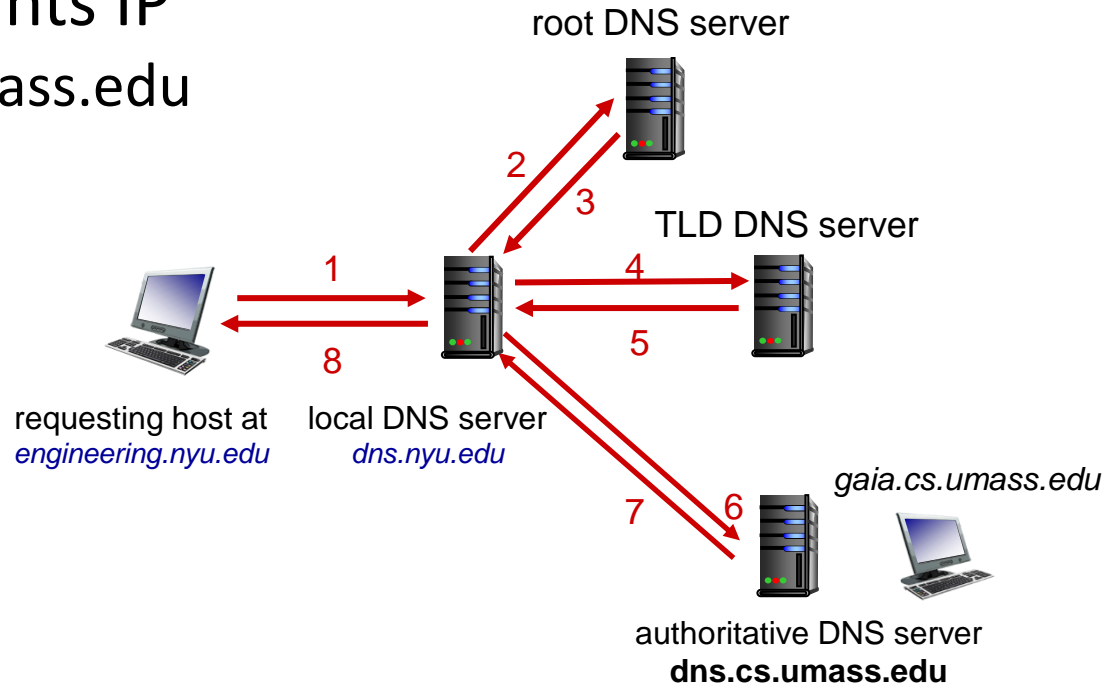 IP
root DNS server
ass.edu
2
3
TLD DNS server
1
4
5
8
requesting host at
engineering.nyu.edu
local DNS server
dns.nyu.edu
gaia.cs.umass.edu
7
6
authoritative DNS server
dns.cs.umass.edu